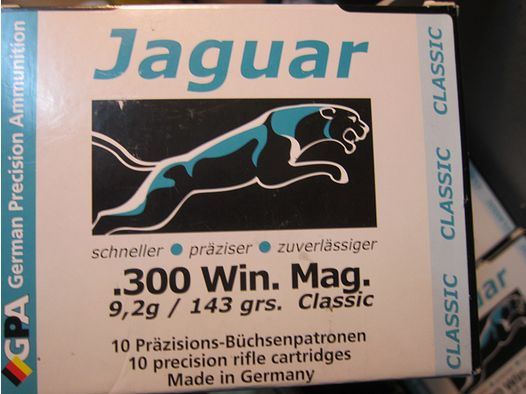 Jaguar
schneller ● präziser ● zuverlässiger
.300 Win. Mag.
9,2g / 143 grs. Classic
10 Präzisions-Büchsenpatronen
10 precision rifle cartridges
Made in Germany
GPA German Precision Ammunition
CLASSIC CLASSIC CLASSIC